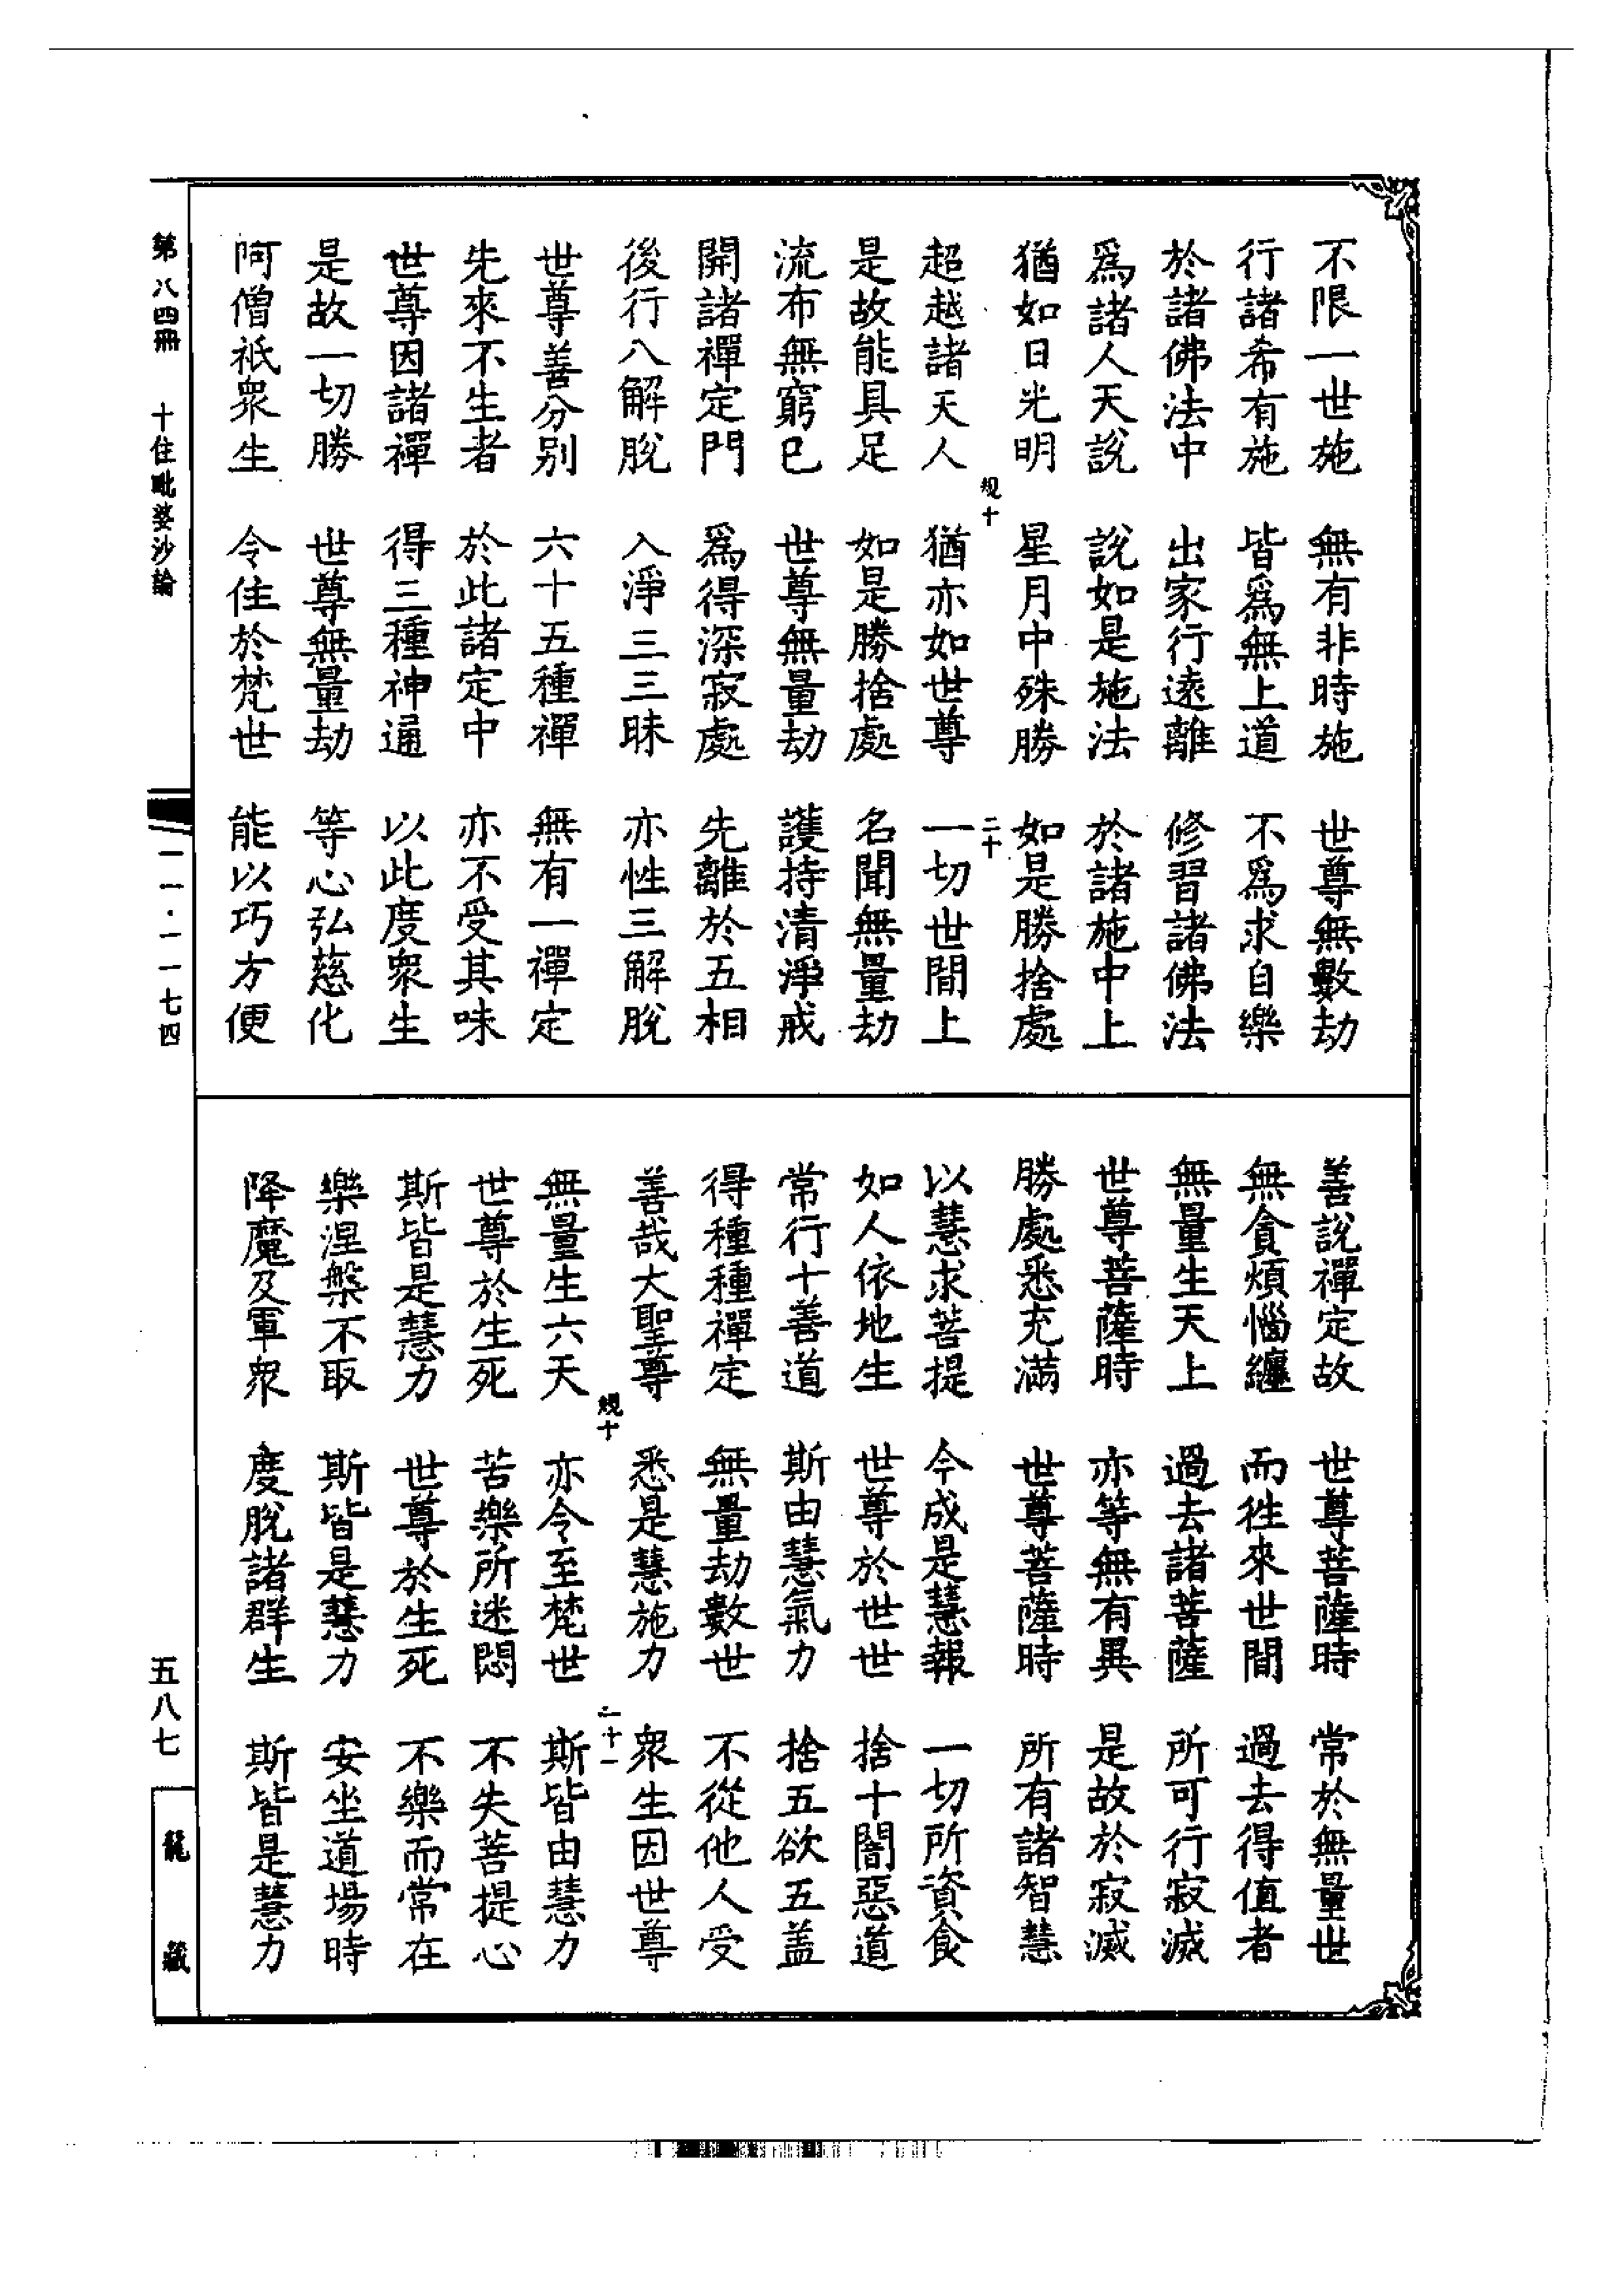 不限一世施　無有非時施　世尊無數劫
行諸希有施　皆爲無上道　不爲求自樂
於諸佛法中　出家行遠離　修習諸佛法
爲諸人天說　說如是施法　於諸施中上
猶如日光明　星月中殊勝　如是勝捨處
規十　二十
超越諸天人　猶亦如世尊　一切世間上
是故能具足　如是勝捨處　名聞無量劫
流布無窮已　世尊無量劫　護持清淨戒
開諸禪定門　爲得深寂處　先離於五相
後行八解脫　入淨三三昧　亦性三解脫
世尊善分別　六十五種禪　無有一禪定
先來不生者　於此諸定中　亦不受其味
世尊因諸禪　得三種神通　以此度衆生
是故一切勝　世尊無量劫　等心弘慈化
阿僧祇衆生　令住於梵世　能以巧方便
善說禪定故　世尊菩薩時　常於無量世
無貪煩惱纏　而徃來世間　過去得值者
無量生天上　過去諸菩薩　所可行寂滅
世尊菩薩時　亦等無有異　是故於寂滅
勝處悉充滿　世尊菩薩時　所有諸智慧
以慧求菩提　今成是慧報　一切所資食
如人依地生　世尊於世世　捨十闇惡道
常行十善道　斯由慧氣力　捨五欲五盖
得種種禪定　無量劫數世　不從他人受
善哉大聖尊　悉是慧施力　衆生因世尊
規十　二十一
無量生六天　亦令至梵世　斯皆由慧力
世尊於生死　苦樂所迷悶　不失菩提心
斯皆是慧力　世尊於生死　不樂而常在
樂涅槃不取　斯皆是慧力　安坐道場時
降魔及軍衆　度脫諸群生　斯皆是慧力
第八四冊　十住毗婆沙論　一一·一一七四　五八七　龍藏